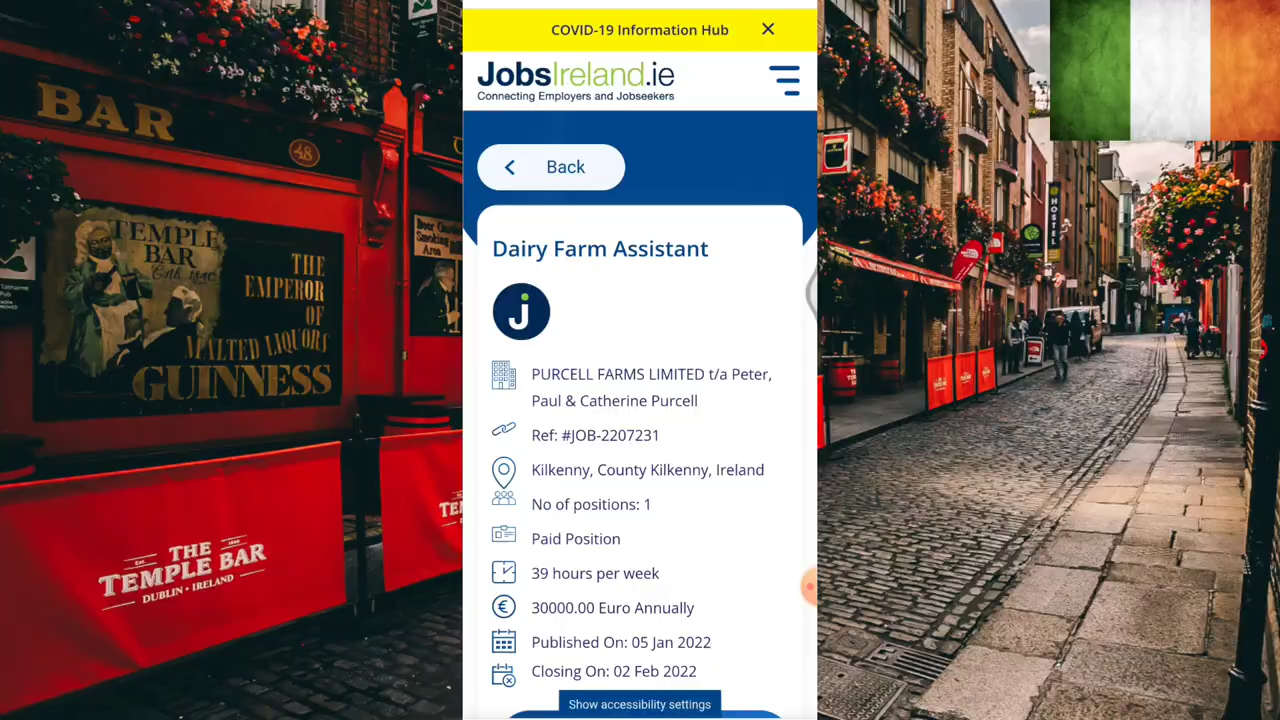 BAR
48
TEMPLE
BAR
THE
EMPEROR
OF
MALTED LIQUORS
GUINNESS
THE
TEMPLE BAR
DUBLIN • IRELAND
COVID-19 Information Hub
JobsIreland.ie
Connecting Employers and Jobseekers
Back
Dairy Farm Assistant
PURCELL FARMS LIMITED t/a Peter,
Paul & Catherine Purcell
Ref: #JOB-2207231
Kilkenny, County Kilkenny, Ireland
No of positions: 1
Paid Position
39 hours per week
30000.00 Euro Annually
Published On: 05 Jan 2022
Closing On: 02 Feb 2022
Show accessibility settings
HOSTEL